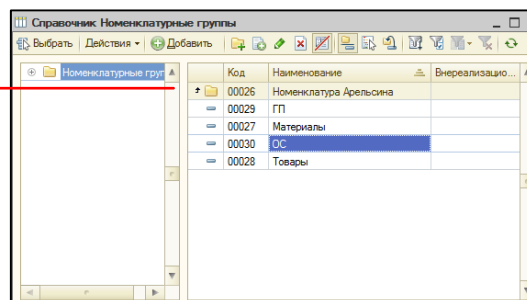 Справочник Номенклатурные группы
Выбрать Действия Добавить
Номенклатурные груп
Код Наименование Внереализацио...
00026 Номенклатура Арельсина
00029 ГП
00027 Материалы
00030 ОС
00028 Товары